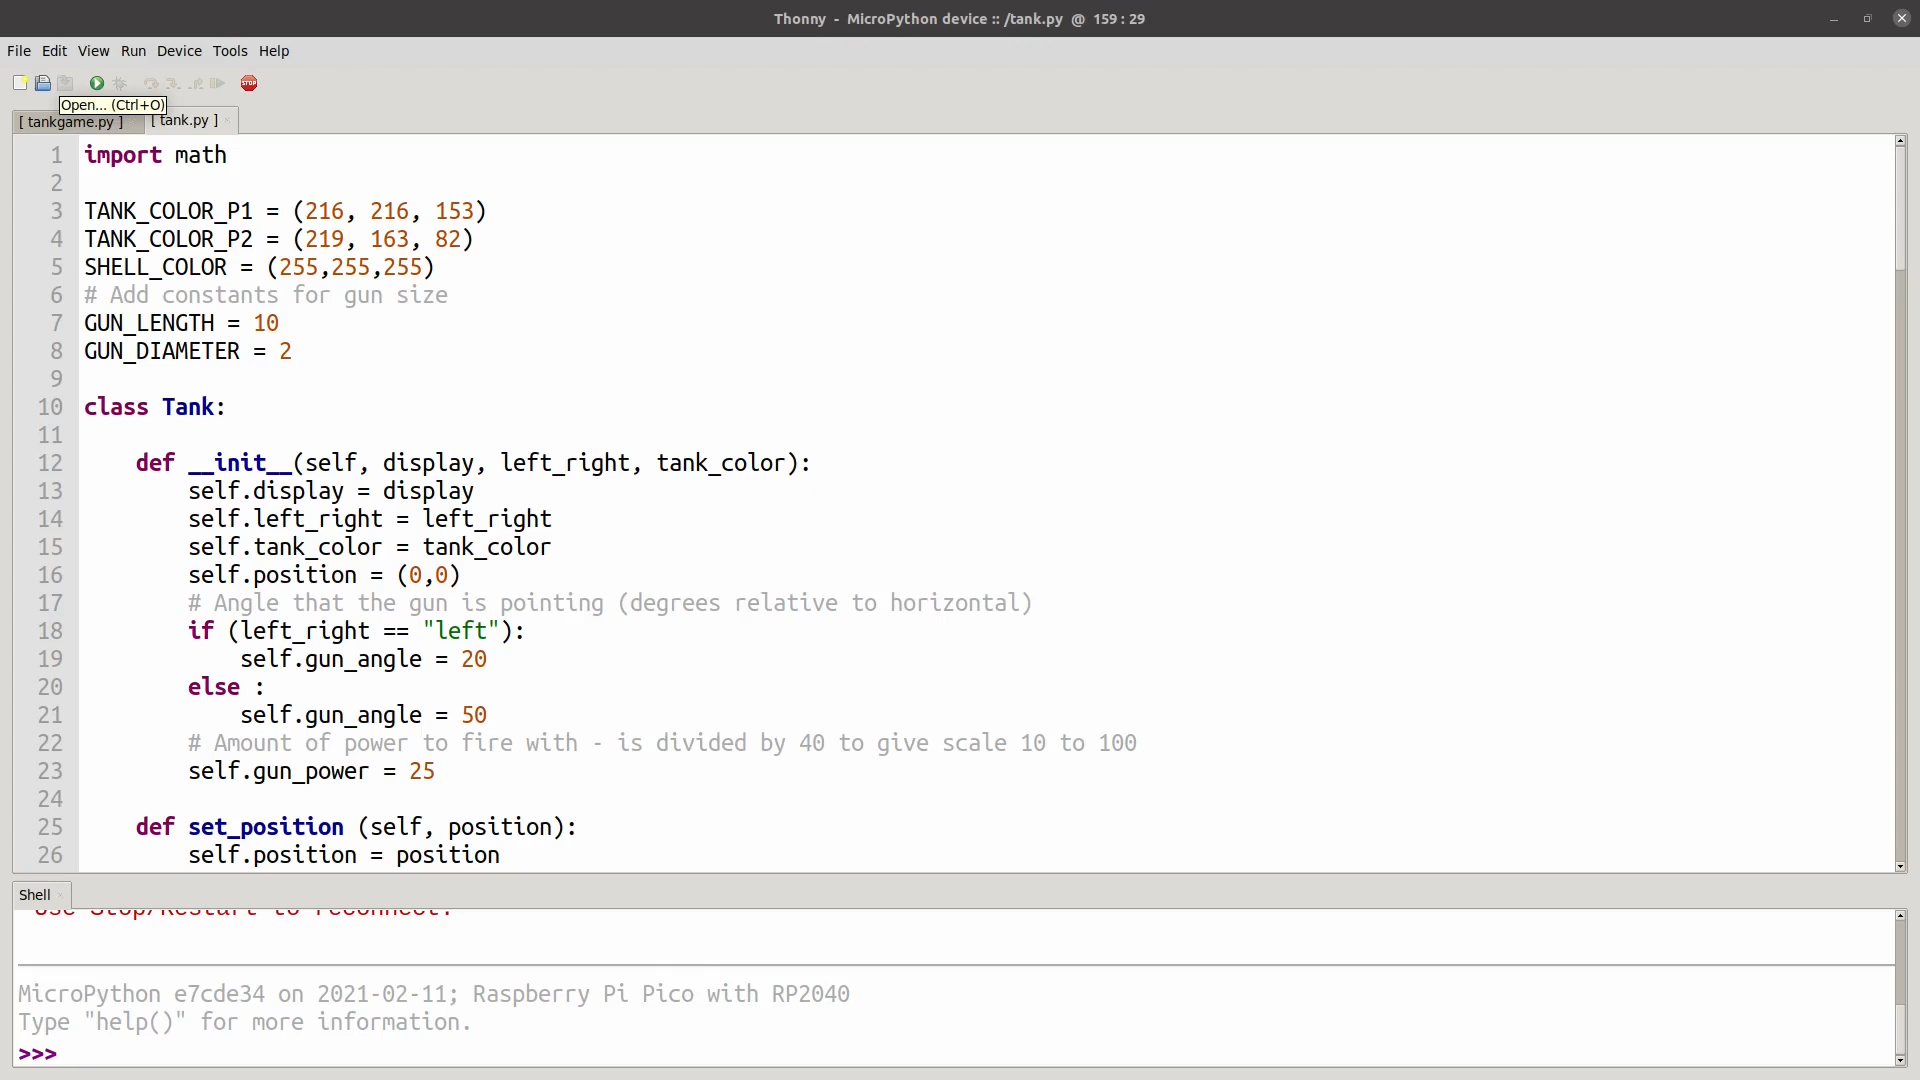 Thonny - MicroPython device :: /tank.py @ 159 : 29
File Edit View Run Device Tools Help
STOP
Open... (Ctrl+O)
[ tankgame.py ] [ tank.py ]
1 import math
2
3 TANK_COLOR_P1 = (216, 216, 153)
4 TANK_COLOR_P2 = (219, 163, 82)
5 SHELL_COLOR = (255,255,255)
6 # Add constants for gun size
7 GUN_LENGTH = 10
8 GUN_DIAMETER = 2
9
10 class Tank:
11
12     def __init__(self, display, left_right, tank_color):
13         self.display = display
14         self.left_right = left_right
15         self.tank_color = tank_color
16         self.position = (0,0)
17         # Angle that the gun is pointing (degrees relative to horizontal)
18         if (left_right == "left"):
19             self.gun_angle = 20
20         else :
21             self.gun_angle = 50
22         # Amount of power to fire with - is divided by 40 to give scale 10 to 100
23         self.gun_power = 25
24
25     def set_position (self, position):
26         self.position = position
Shell
Use Stop/Restart to reconnect.
MicroPython e7cde34 on 2021-02-11; Raspberry Pi Pico with RP2040
Type "help()" for more information.
>>>